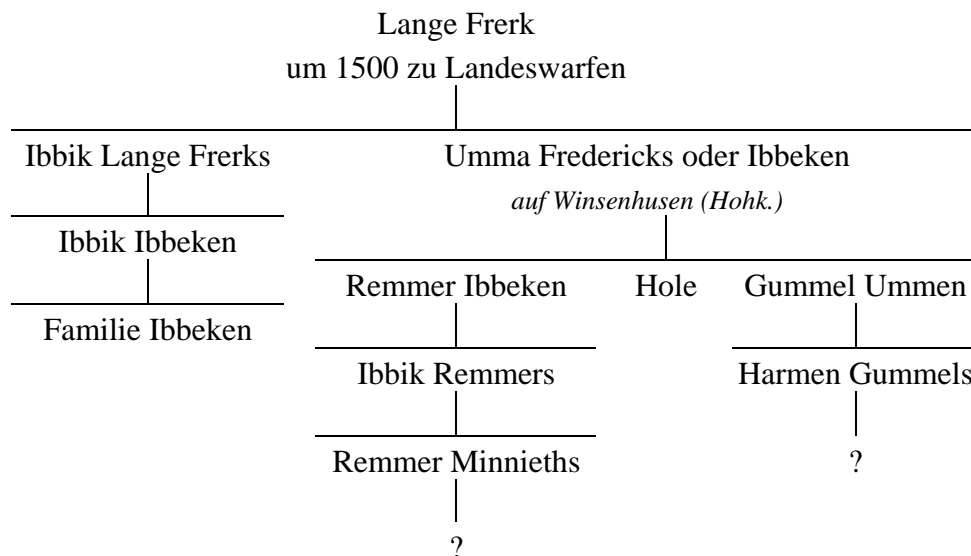 Lange Frerk
um 1500 zu Landeswarfen
Ibbik Lange Frerks Umma Fredericks oder Ibbeken
auf Winsenhusen (Hohk.)
Ibbik Ibbeken
Remmer Ibbeken Hole Gummel Ummen
Familie Ibbeken
Ibbik Remmers Harmen Gummels
Remmer Minnieths ?
?